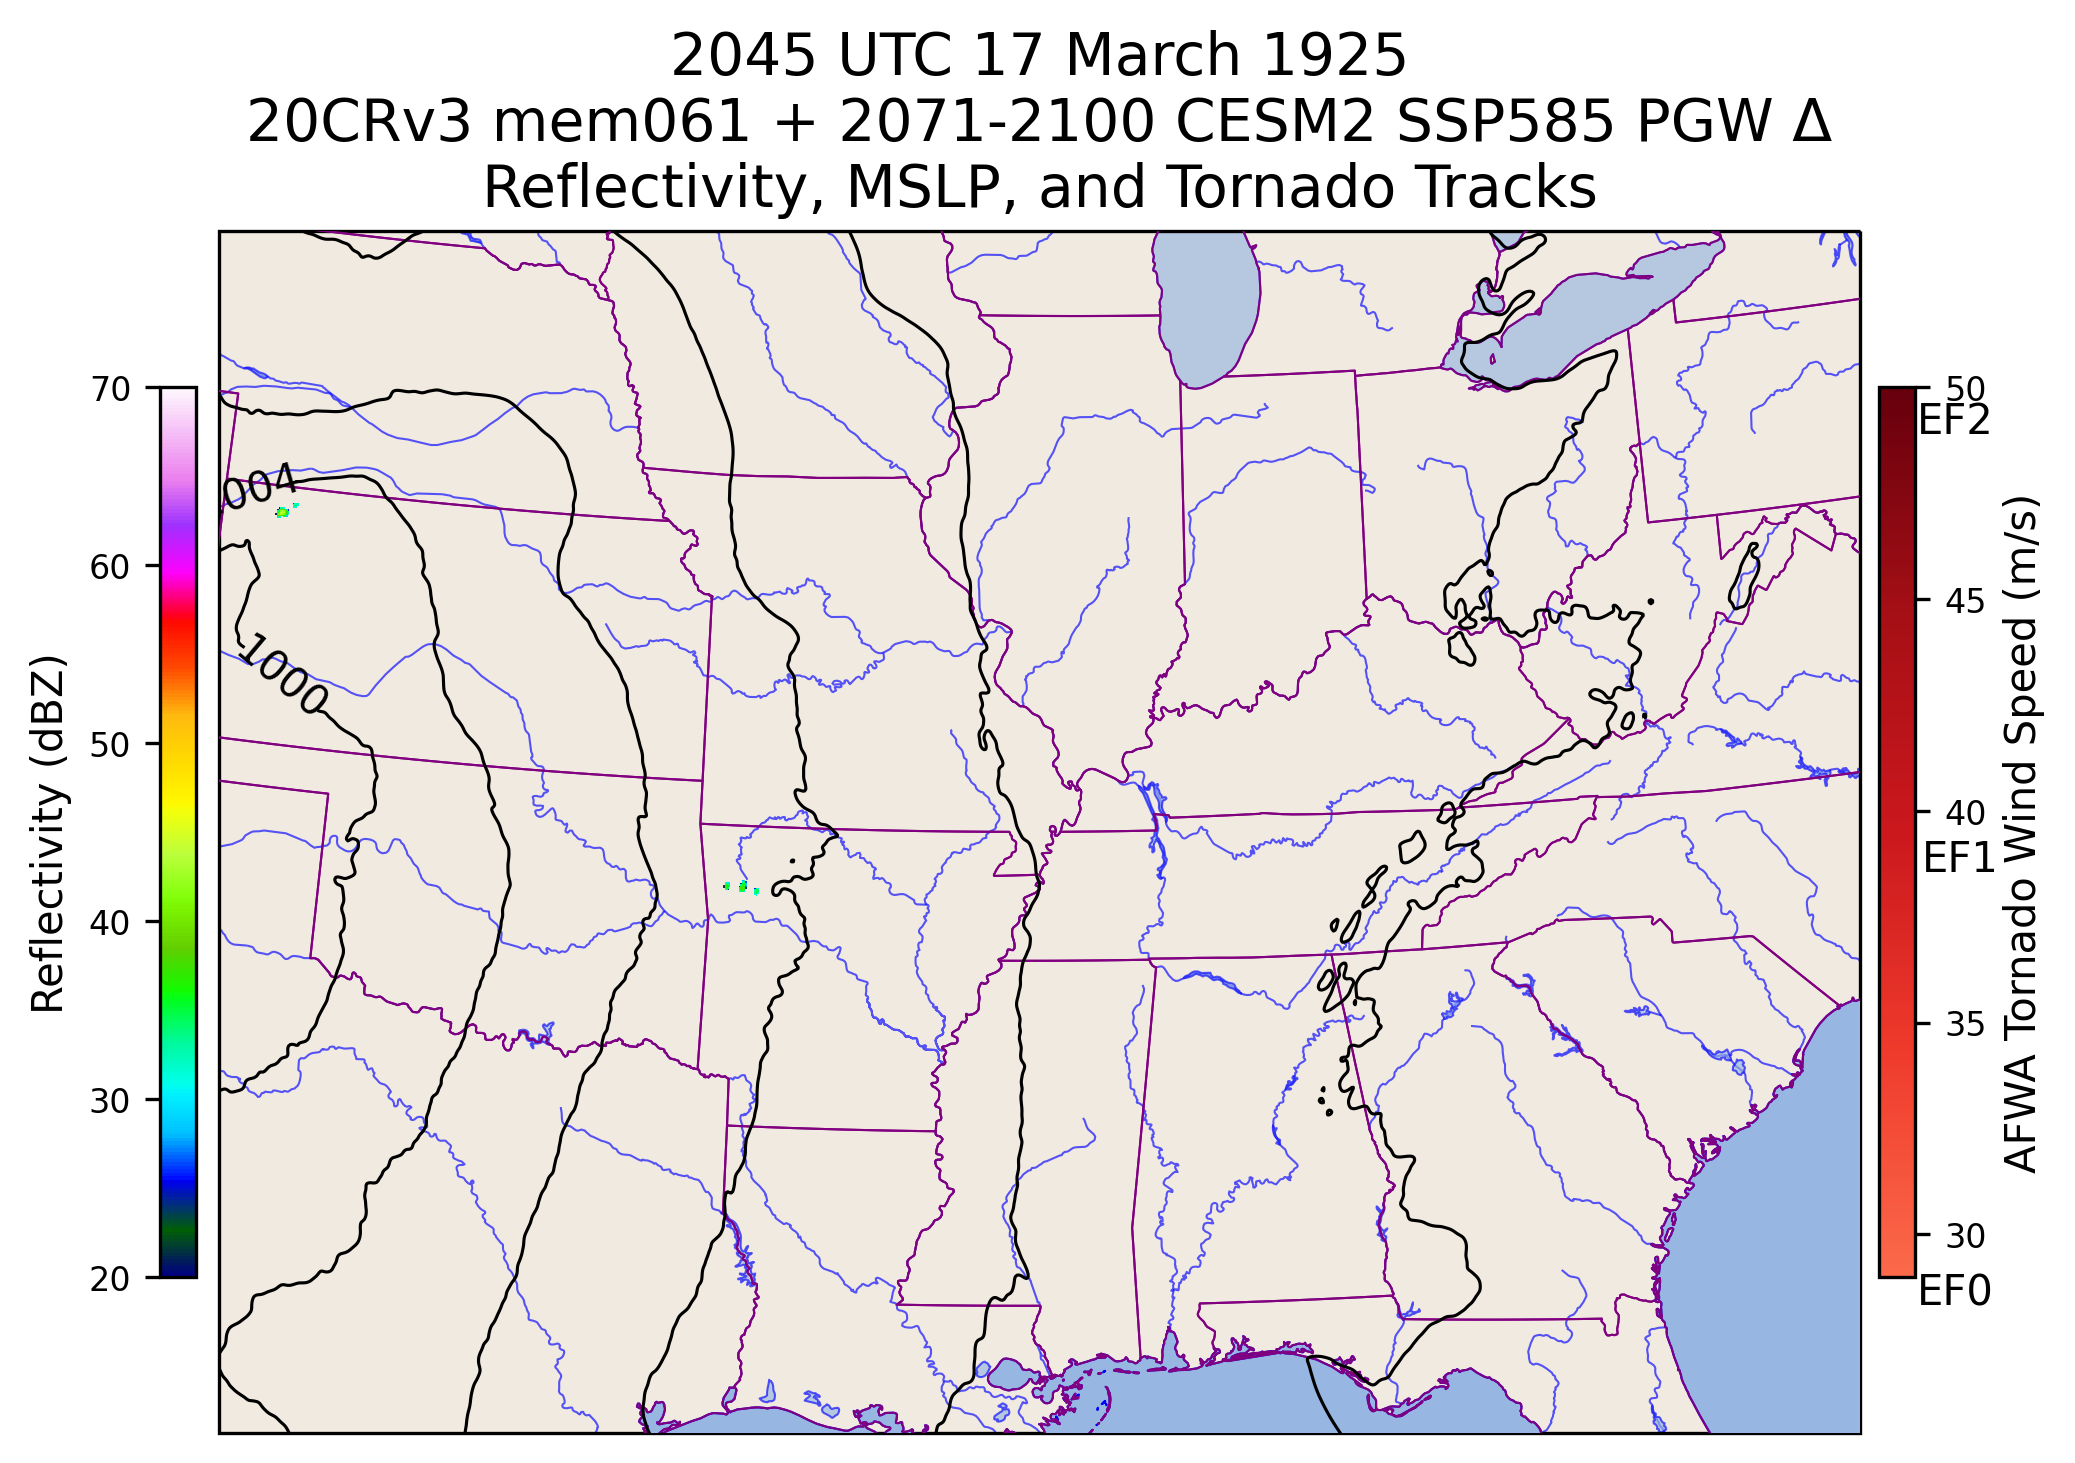 2045 UTC 17 March 1925
20CRv3 mem061 + 2071-2100 CESM2 SSP585 PGW Δ
Reflectivity, MSLP, and Tornado Tracks
Reflectivity (dBZ)
70
60
50
40
30
20
004
1000
50
EF2
45
40
EF1
35
30
EF0
AFWA Tornado Wind Speed (m/s)